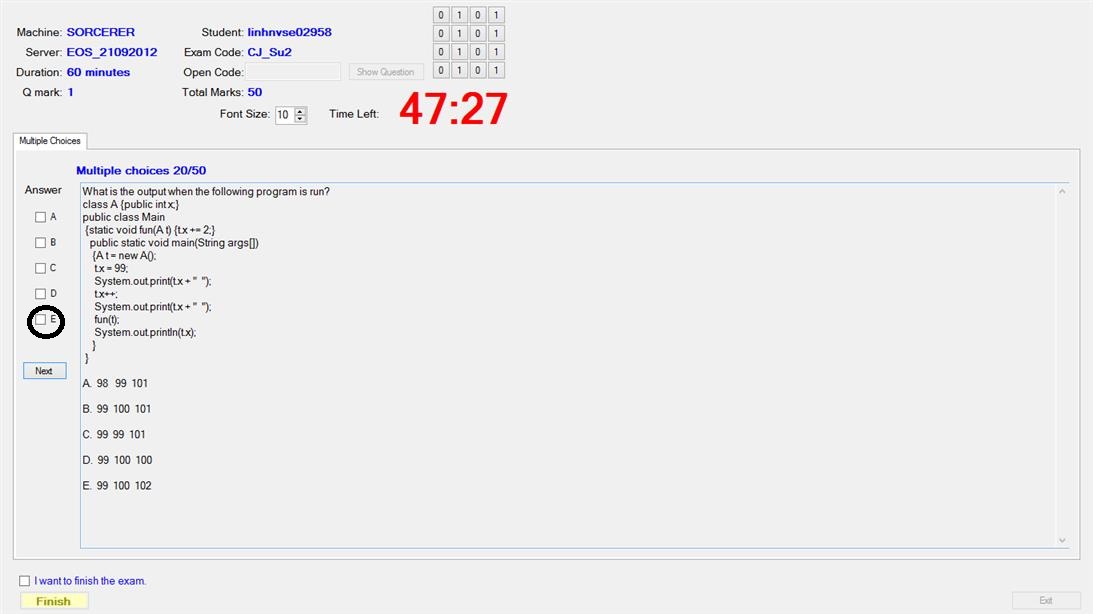 0 1 0 1
Machine: SORCERER Student: linhnvse02958
0 1 0 1
Server: EOS_21092012 Exam Code: CJ_Su2
0 1 0 1
Duration: 60 minutes Open Code: Show Question
0 1 0 1
Q mark: 1 Total Marks: 50
Font Size: 10 Time Left: 47:27
Multiple Choices
Multiple choices 20/50
Answer
A
B
C
D
E
Next
What is the output when the following program is run?
class A {public int x;}
public class Main
{static void fun(A t) {t.x += 2;}
public static void main(String args[])
{A t = new A();
t.x = 99;
System.out.print(t.x + "  ");
t.x++;
System.out.print(t.x + "  ");
fun(t);
System.out.println(t.x);
}
}
A. 98 99 101
B. 99 100 101
C. 99 99 101
D. 99 100 100
E. 99 100 102
I want to finish the exam.
Finish
Exit